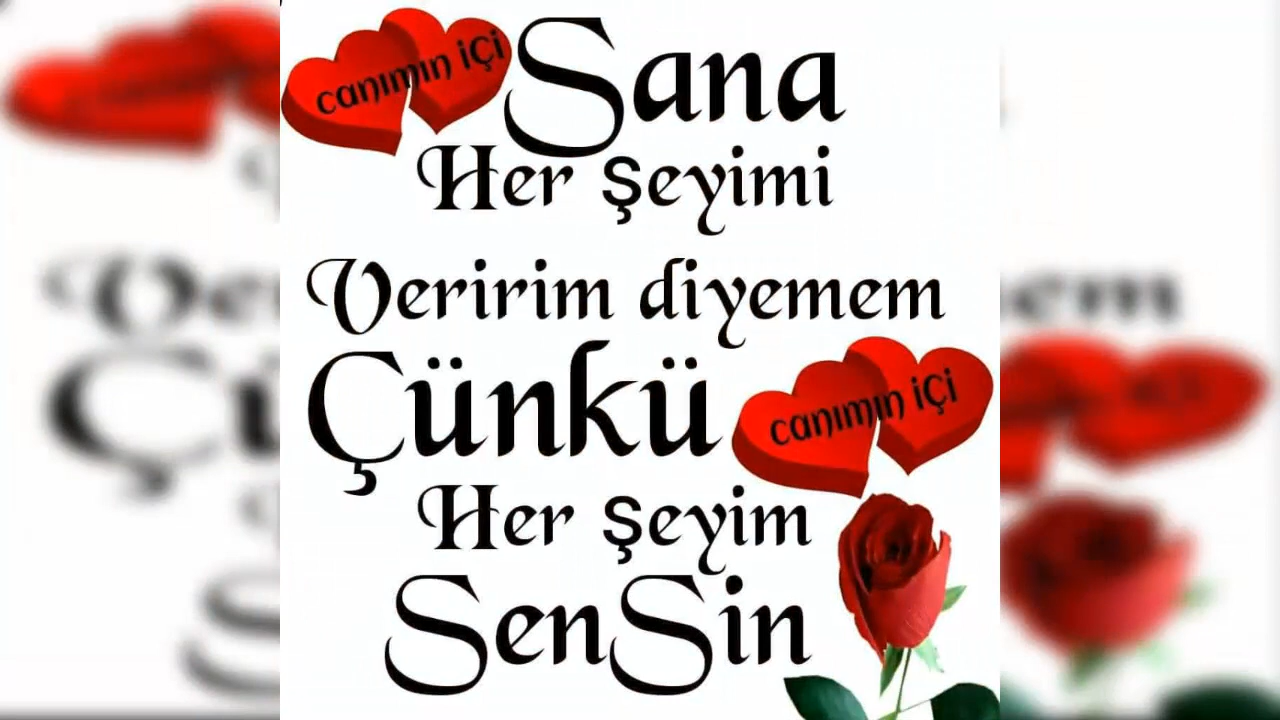 canımın içi
Sana
Her Şeyimi
Veririm diyemem
Çünkü
canımın içi
Her Şeyim
SenSin